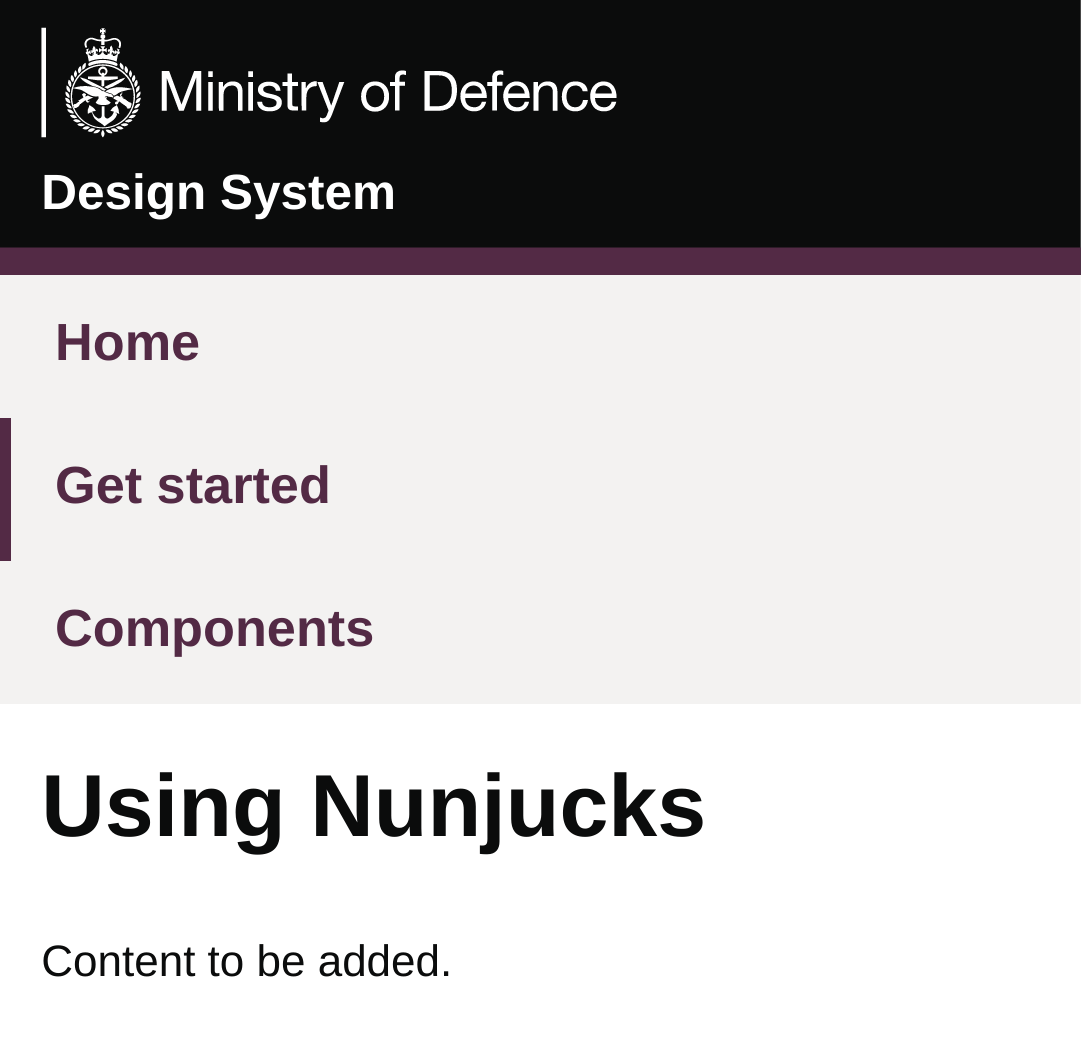 Ministry of Defence
Design System
Home
Get started
Components
Using Nunjucks
Content to be added.